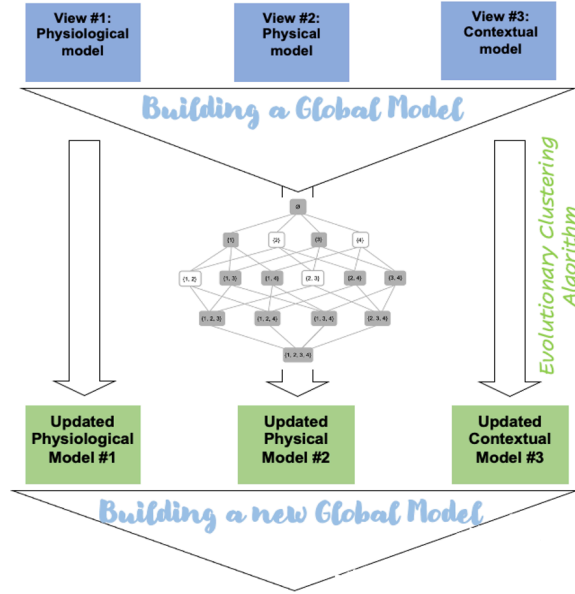 View #1:
Physiological
model
View #2:
Physical
model
View #3:
Contextual
model
Building a Global Model
Evolutionary Clustering
Algorithm
Ø
{1}
{2}
{3}
{4}
{1, 2}
{1, 3}
{1, 4}
{2, 3}
{2, 4}
{3, 4}
{1, 2, 3}
{1, 2, 4}
{1, 3, 4}
{2, 3, 4}
{1, 2, 3, 4}
Updated
Physiological
Model #1
Updated
Physical
Model #2
Updated
Contextual
Model #3
Building a new Global Model